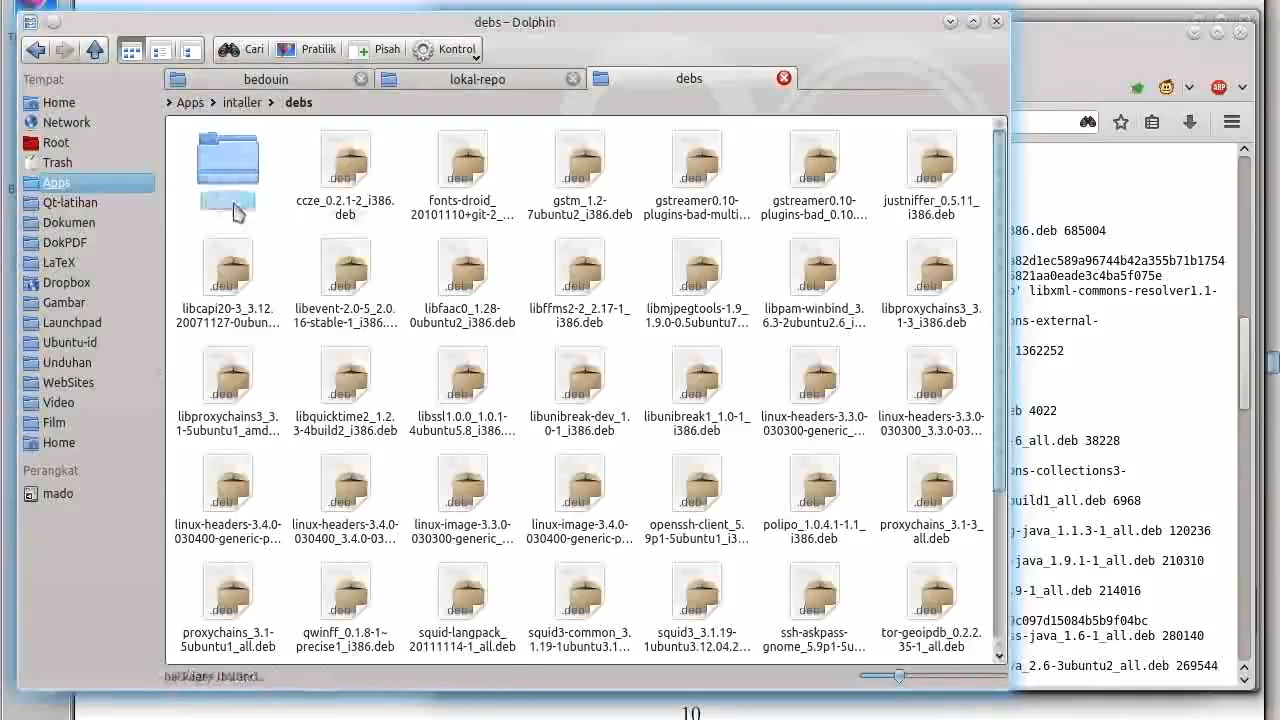 debs – Dolphin
Cari Pratilik Pisah Kontrol
Tempat
bedouin lokal-repo debs
Apps intaller debs
Home
Network
Root
Trash
Apps
Qt-latihan
Dokumen
DokPDF
LaTeX
Dropbox
Gambar
Launchpad
Ubuntu-id
Unduhan
WebSites
Video
Film
Home
Perangkat
mado
ccze_0.2.1-2_i386.
deb
fonts-droid_
20101110+git-2_...
gstm_1.2-
7ubuntu2_i386.deb
gstreamer0.10-
plugins-bad-multi...
gstreamer0.10-
plugins-bad_0.10....
justniffer_0.5.11_
i386.deb
libcapi20-3_3.12.
20071127-0ubun...
libevent-2.0-5_2.0.
16-stable-1_i386....
libfaac0_1.28-
0ubuntu2_i386.deb
libffms2-2_2.17-1_
i386.deb
libmjpegtools-1.9_
1.9.0-0.5ubuntu7...
libpam-winbind_3.
6.3-2ubuntu2.6_i...
libproxychains3_3.
1-3_i386.deb
libproxychains3_3.
1-5ubuntu1_amd...
libquicktime2_1.2.
3-4build2_i386.deb
libssl1.0.0_1.0.1-
4ubuntu5.8_i386....
libunibreak-dev_1.
0-1_i386.deb
libunibreak1_1.0-1_
i386.deb
linux-headers-3.3.0-
030300-generic_...
linux-headers-3.3.0-
030300_3.3.0-03...
linux-headers-3.4.0-
030400-generic-p...
linux-headers-3.4.0-
030400_3.4.0-03...
linux-image-3.3.0-
030300-generic_...
linux-image-3.4.0-
030400-generic-p...
openssh-client_5.
9p1-5ubuntu1_i3...
polipo_1.0.4.1-1.1_
i386.deb
proxychains_3.1-3_
all.deb
proxychains_3.1-
5ubuntu1_all.deb
qwinff_0.1.8-1~
precise1_i386.deb
squid-langpack_
20111114-1_all.deb
squid3-common_3.
1.19-1ubuntu3.1...
squid3_3.1.19-
1ubuntu3.12.04.2...
ssh-askpass-
gnome_5.9p1-5u...
tor-geoipdb_0.2.2.
35-1_all.deb
ABP
86.deb 685004
a82d1ec589a96744b42a355b71b1754
5821aa0eade3c4ba5f075e
' libxml-commons-resolver1.1-
ns-external-
1362252
eb 4022
-6_all.deb 38228
ons-collections3-
build1_all.deb 6968
g-java_1.1.3-1_all.deb 120236
java_1.9.1-1_all.deb 210310
.9-1_all.deb 214016
9c097d15084b5b9f04bc
s-java_1.6-1_all.deb 280140
va_2.6-3ubuntu2_all.deb 269544
10